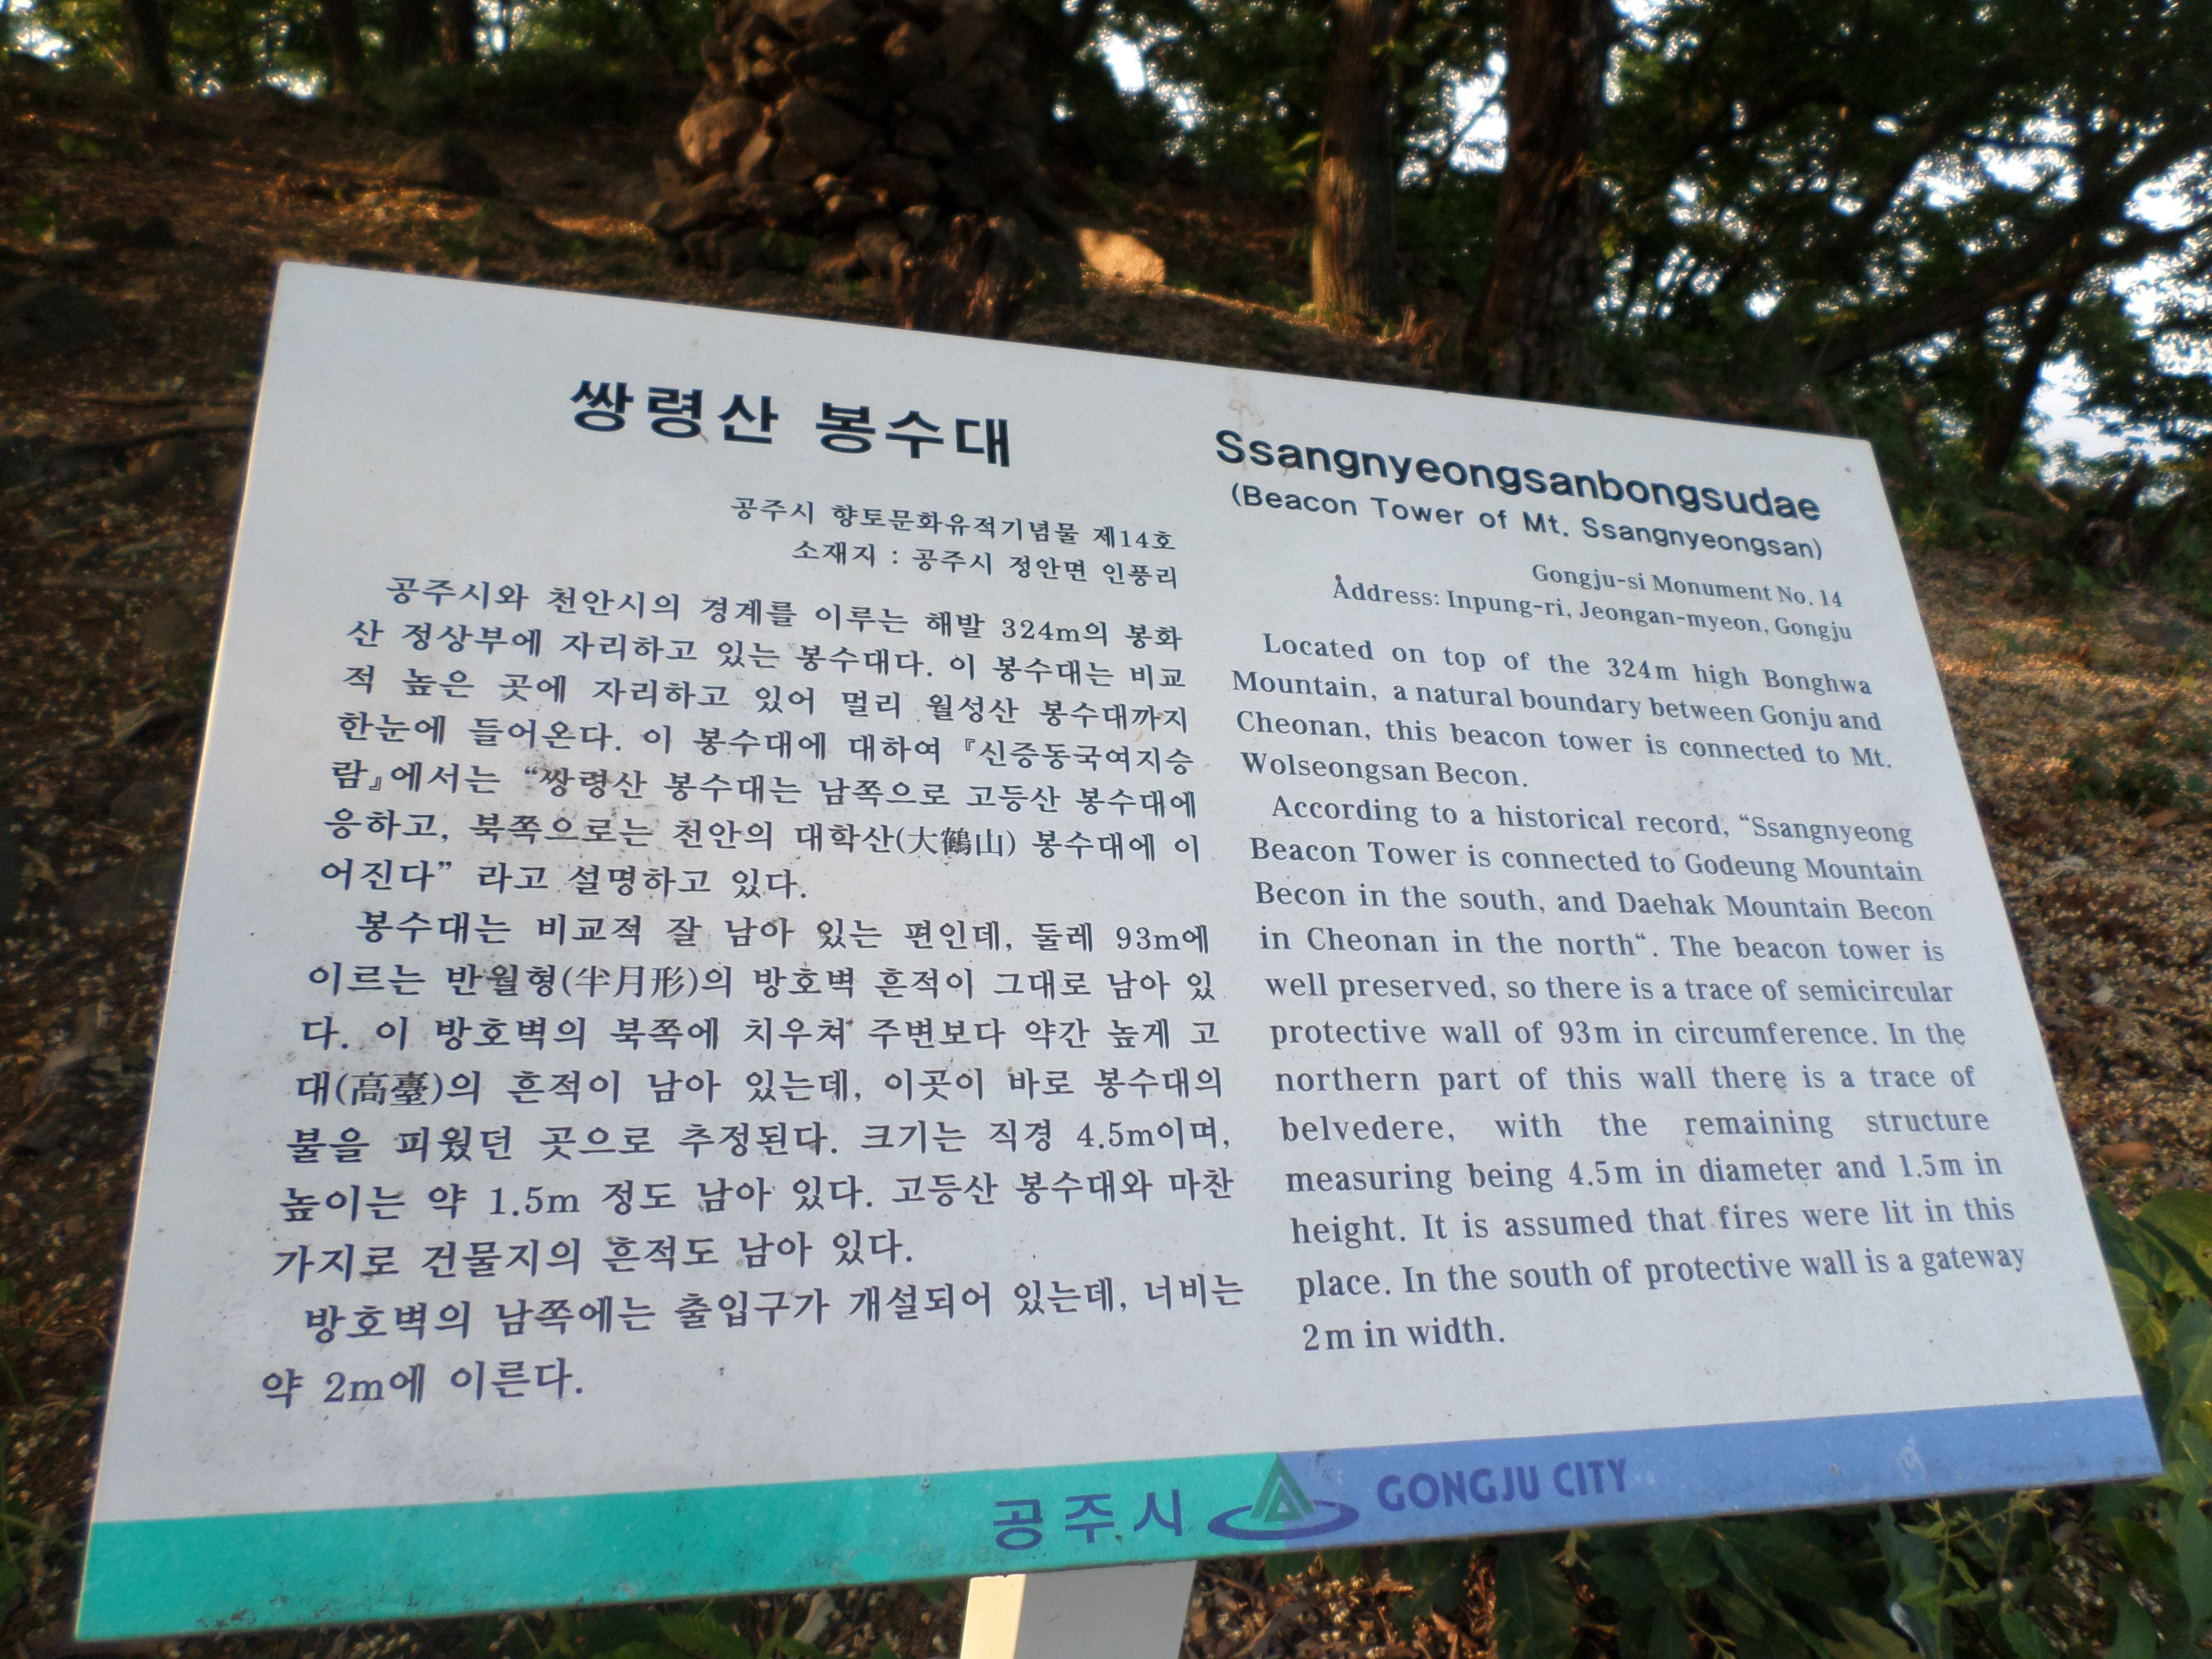 쌍령산 봉수대
공주시 향토문화유적기념물 제14호
소재지 : 공주시 정안면 인풍리
공주시와 천안시의 경계를 이루는 해발 324m의 봉화
산 정상부에 자리하고 있는 봉수대다. 이 봉수대는 비교
적 높은 곳에 자리하고 있어 멀리 월성산 봉수대까지
한눈에 들어온다. 이 봉수대에 대하여 『신증동국여지승
람』에서는 “쌍령산 봉수대는 남쪽으로 고등산 봉수대에
응하고, 북쪽으로는 천안의 대학산(大鶴山) 봉수대에 이
어진다” 라고 설명하고 있다.
봉수대는 비교적 잘 남아 있는 편인데, 둘레 93m에
이르는 반월형(半月形)의 방호벽 흔적이 그대로 남아 있
다. 이 방호벽의 북쪽에 치우쳐 주변보다 약간 높게 고
대(高臺)의 흔적이 남아 있는데, 이곳이 바로 봉수대의
불을 피웠던 곳으로 추정된다. 크기는 직경 4.5m이며,
높이는 약 1.5m 정도 남아 있다. 고등산 봉수대와 마찬
가지로 건물지의 흔적도 남아 있다.
방호벽의 남쪽에는 출입구가 개설되어 있는데, 너비는
약 2m에 이른다.
Ssangnyeongsanbongsudae
(Beacon Tower of Mt. Ssangnyeongsan)
Gongju-si Monument No. 14
Address: Inpung-ri, Jeongan-myeon, Gongju
Located on top of the 324m high Bonghwa
Mountain, a natural boundary between Gonju and
Cheonan, this beacon tower is connected to Mt.
Wolseongsan Becon.
According to a historical record, “Ssangnyeong
Beacon Tower is connected to Godeung Mountain
Becon in the south, and Daehak Mountain Becon
in Cheonan in the north“. The beacon tower is
well preserved, so there is a trace of semicircular
protective wall of 93m in circumference. In the
northern part of this wall there is a trace of
belvedere, with the remaining structure
measuring being 4.5m in diameter and 1.5m in
height. It is assumed that fires were lit in this
place. In the south of protective wall is a gateway
2m in width.
공주시 GONGJU CITY